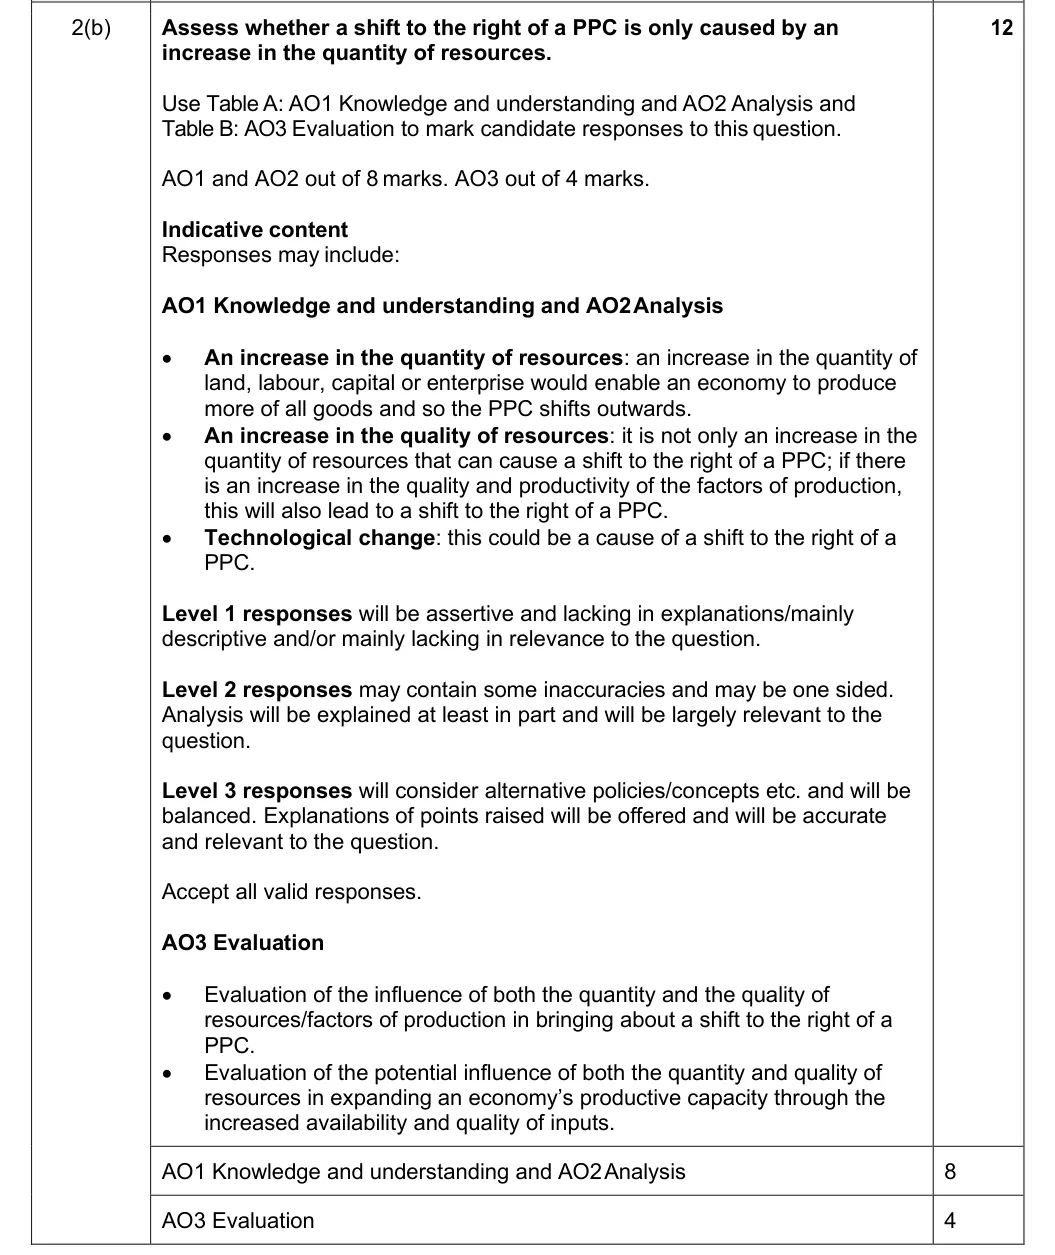 2(b)
Assess whether a shift to the right of a PPC is only caused by an
increase in the quantity of resources.
12
Use Table A: AO1 Knowledge and understanding and AO2 Analysis and
Table B: AO3 Evaluation to mark candidate responses to this question.
AO1 and AO2 out of 8 marks. AO3 out of 4 marks.
Indicative content
Responses may include:
AO1 Knowledge and understanding and AO2 Analysis
• An increase in the quantity of resources: an increase in the quantity of
land, labour, capital or enterprise would enable an economy to produce
more of all goods and so the PPC shifts outwards.
• An increase in the quality of resources: it is not only an increase in the
quantity of resources that can cause a shift to the right of a PPC; if there
is an increase in the quality and productivity of the factors of production,
this will also lead to a shift to the right of a PPC.
• Technological change: this could be a cause of a shift to the right of a
PPC.
Level 1 responses will be assertive and lacking in explanations/mainly
descriptive and/or mainly lacking in relevance to the question.
Level 2 responses may contain some inaccuracies and may be one sided.
Analysis will be explained at least in part and will be largely relevant to the
question.
Level 3 responses will consider alternative policies/concepts etc. and will be
balanced. Explanations of points raised will be offered and will be accurate
and relevant to the question.
Accept all valid responses.
AO3 Evaluation
• Evaluation of the influence of both the quantity and the quality of
resources/factors of production in bringing about a shift to the right of a
PPC.
• Evaluation of the potential influence of both the quantity and quality of
resources in expanding an economy's productive capacity through the
increased availability and quality of inputs.
AO1 Knowledge and understanding and AO2 Analysis
8
AO3 Evaluation
4